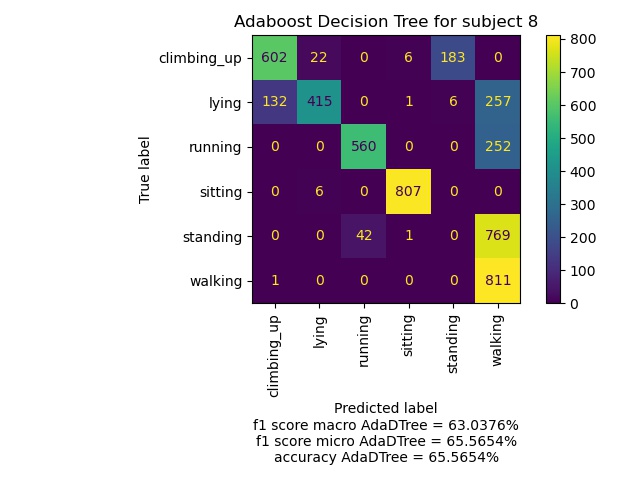 Adaboost Decision Tree for subject 8
climbing_up 602 22 0 6 183 0
lying 132 415 0 1 6 257
running 0 0 560 0 0 252
sitting 0 6 0 807 0 0
standing 0 0 42 1 0 769
walking 1 0 0 0 0 811
True label
climbing_up lying running sitting standing walking
Predicted label
f1 score macro AdaDTree = 63.0376%
f1 score micro AdaDTree = 65.5654%
accuracy AdaDTree = 65.5654%
800
700
600
500
400
300
200
100
0